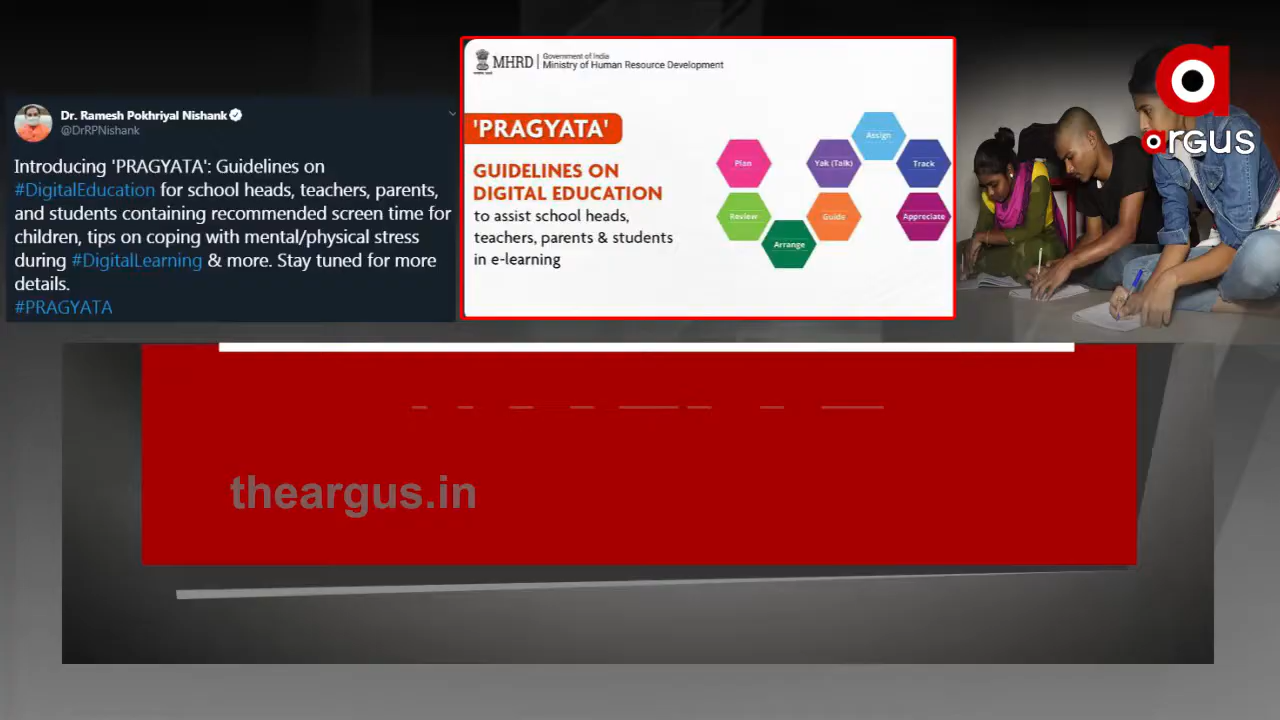 Dr. Ramesh Pokhriyal Nishank
@DrRPNishank
Introducing 'PRAGYATA': Guidelines on
#DigitalEducation for school heads, teachers, parents,
and students containing recommended screen time for
children, tips on coping with mental/physical stress
during #DigitalLearning & more. Stay tuned for more
details.
#PRAGYATA
MHRD
Government of India
Ministry of Human Resource Development
'PRAGYATA'
GUIDELINES ON
DIGITAL EDUCATION
to assist school heads,
teachers, parents & students
in e-learning
Plan
Review
Arrange
Guide
Yak (Talk)
Assign
Track
Appreciate
argus
theargus.in